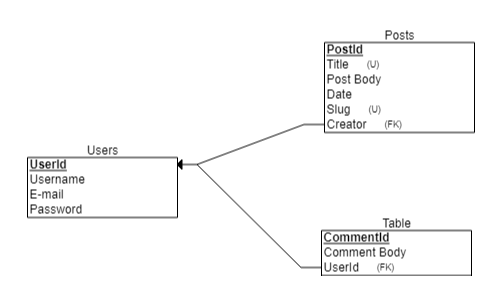 Posts
PostId
Title (U)
Post Body
Date
Slug (U)
Creator (FK)
Users
UserId
Username
E-mail
Password
Table
CommentId
Comment Body
UserId (FK)